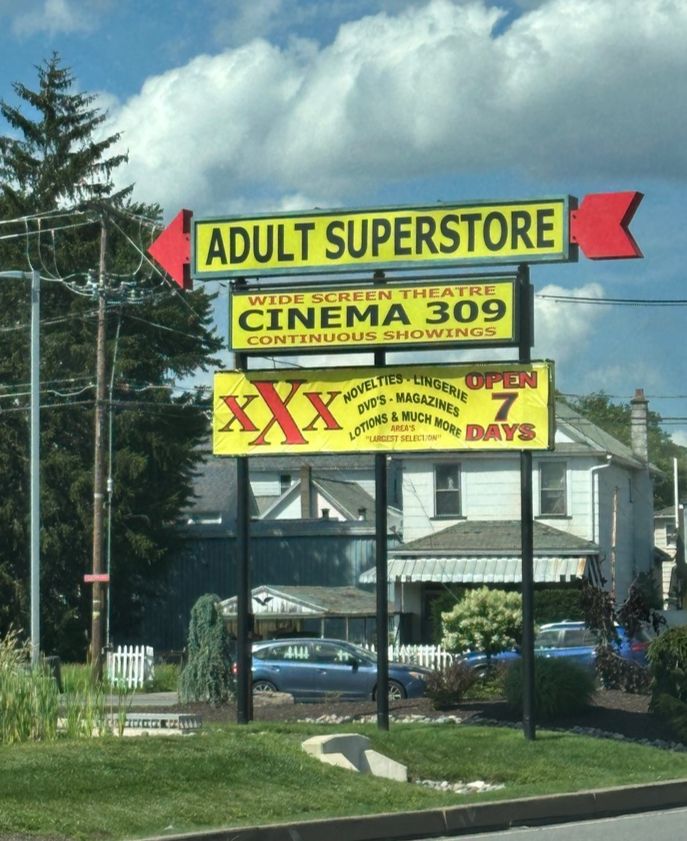 ADULT SUPERSTORE
WIDE SCREEN THEATRE
CINEMA 309
CONTINUOUS SHOWINGS
XXX
NOVELTIES - LINGERIE
DVD'S - MAGAZINES
LOTIONS & MUCH MORE
AREA'S
"LARGEST SELECTION"
OPEN
7
DAYS